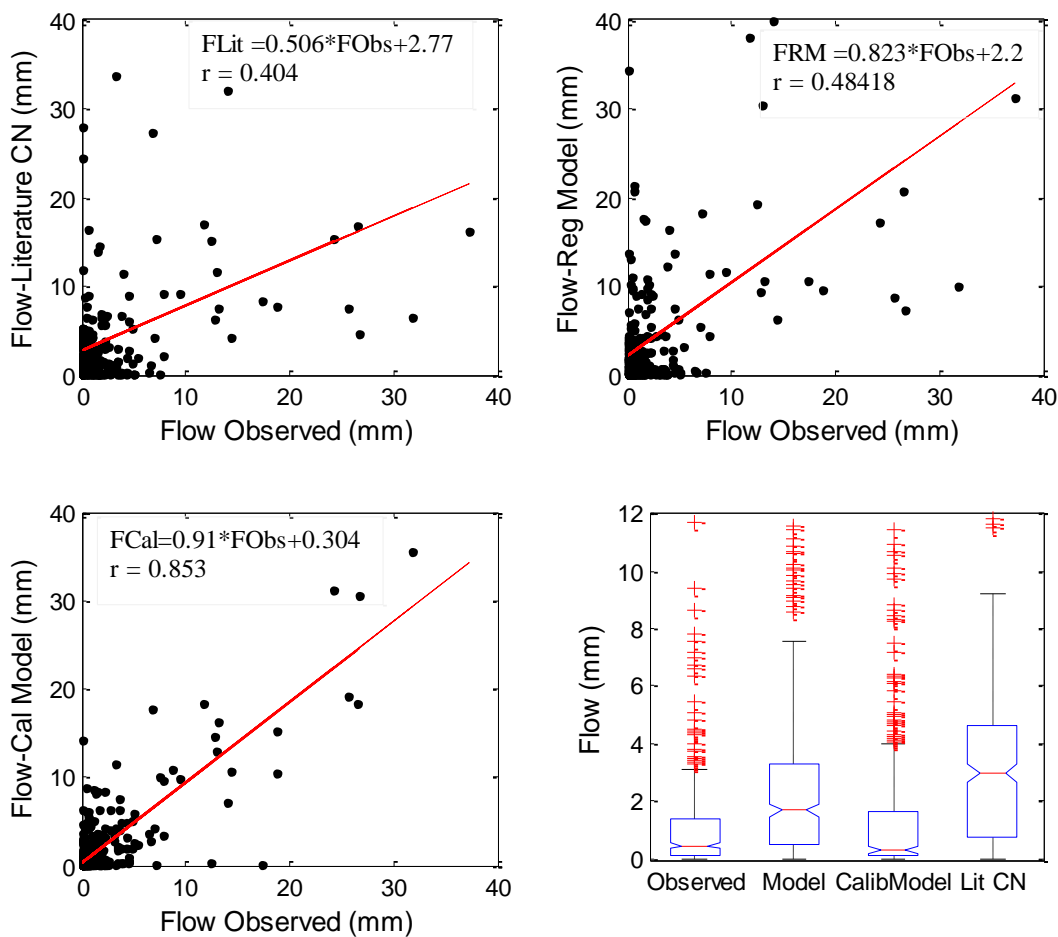 FLit =0.506*FObs+2.77
r = 0.404
Flow-Literature CN (mm)
40
30
20
10
0
0 10 20 30 40
Flow Observed (mm)
FRM =0.823*FObs+2.2
r = 0.48418
Flow-Reg Model (mm)
40
30
20
10
0
0 10 20 30 40
Flow Observed (mm)
FCal=0.91*FObs+0.304
r = 0.853
Flow-Cal Model (mm)
40
30
20
10
0
0 10 20 30 40
Flow Observed (mm)
Flow (mm)
12
10
8
6
4
2
0
Observed Model CalibModel Lit CN